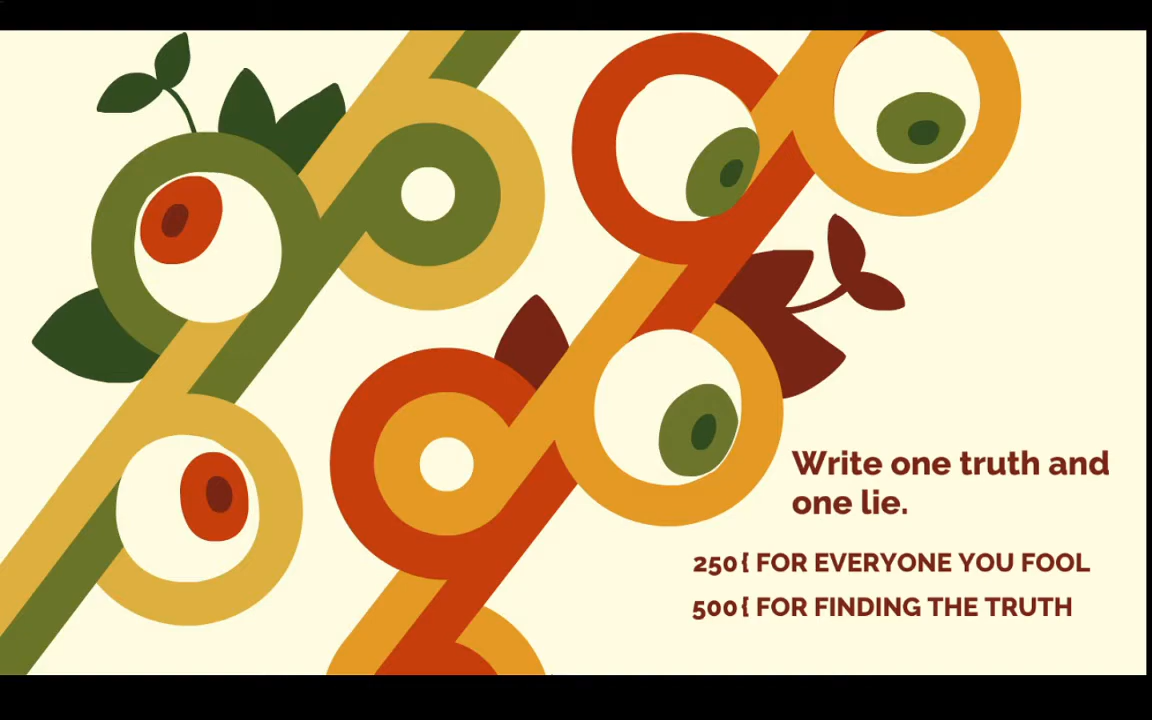 Write one truth and
one lie.
250{ FOR EVERYONE YOU FOOL
500{ FOR FINDING THE TRUTH